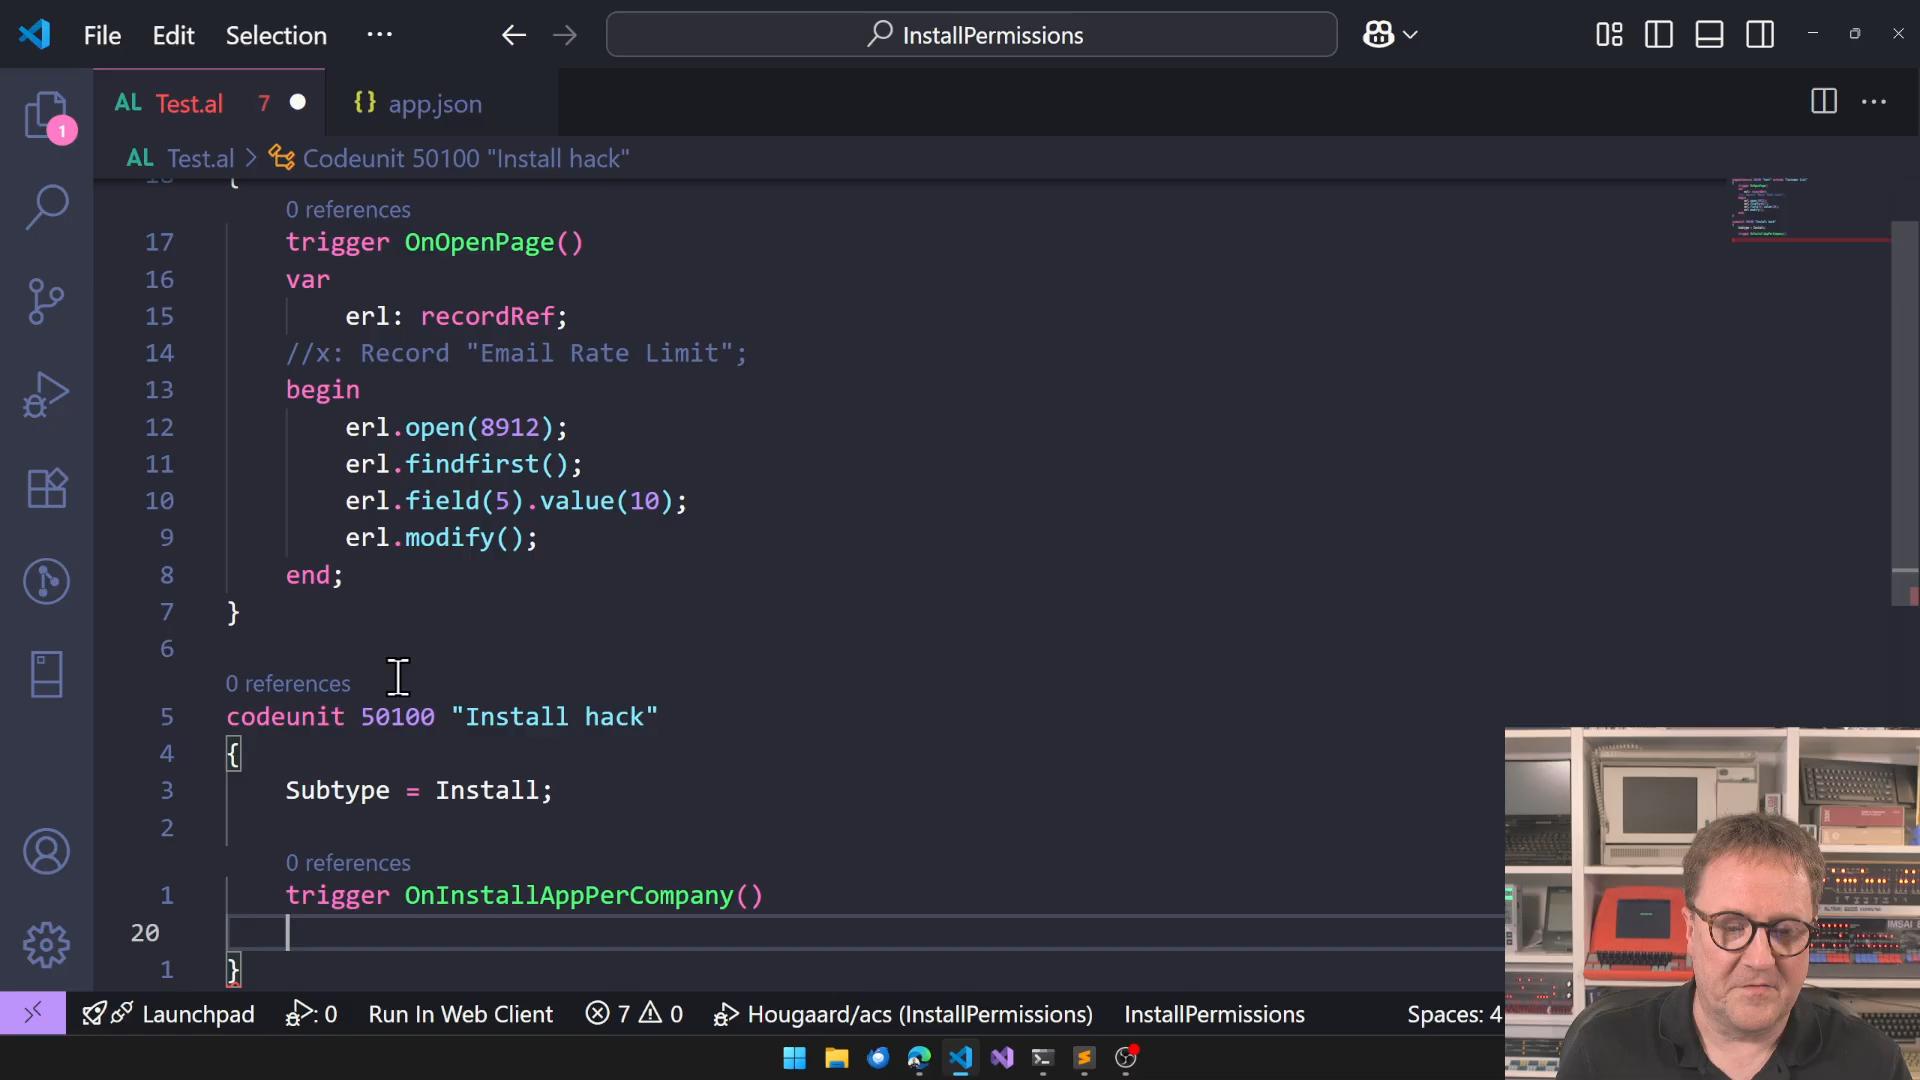 File Edit Selection ··· InstallPermissions
AL Test.al 7 {} app.json
AL Test.al > Codeunit 50100 "Install hack"
1
{
0 references
17 trigger OnOpenPage()
16 var
15 erl: recordRef;
14 //x: Record "Email Rate Limit";
13 begin
12 erl.open(8912);
11 erl.findfirst();
10 erl.field(5).value(10);
9 erl.modify();
8 end;
7 }
6
0 references
5 codeunit 50100 "Install hack"
4 {
3 Subtype = Install;
2
0 references
1 trigger OnInstallAppPerCompany()
20
1 }
Launchpad : 0 Run In Web Client 7 0 Hougaard/acs (InstallPermissions) InstallPermissions Spaces: 4